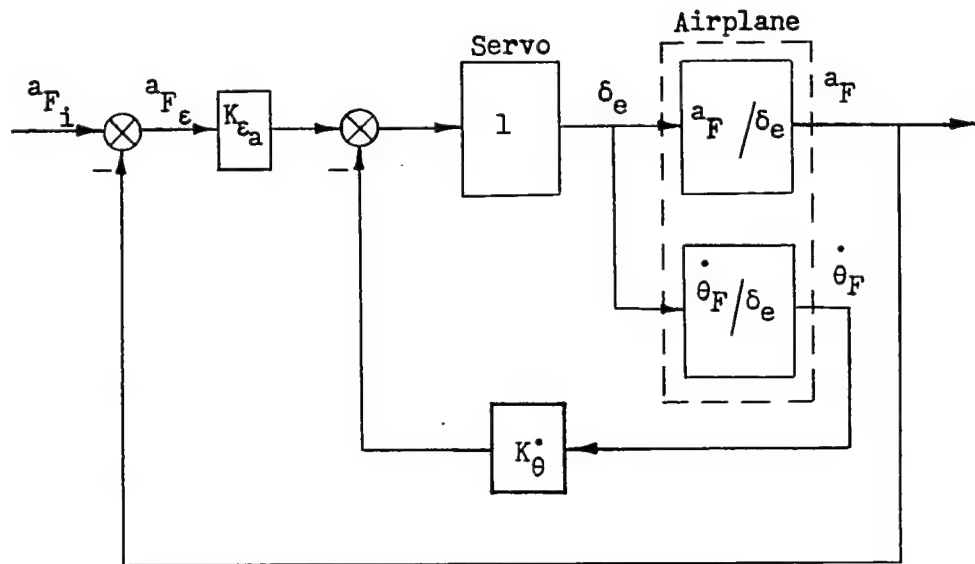 Airplane
Servo
a_F_i
a_F_ε
K_ε_a
1
δ_e
a_F/δ_e
a_F
−
−
θ̇_F/δ_e
θ̇_F
K_θ̇